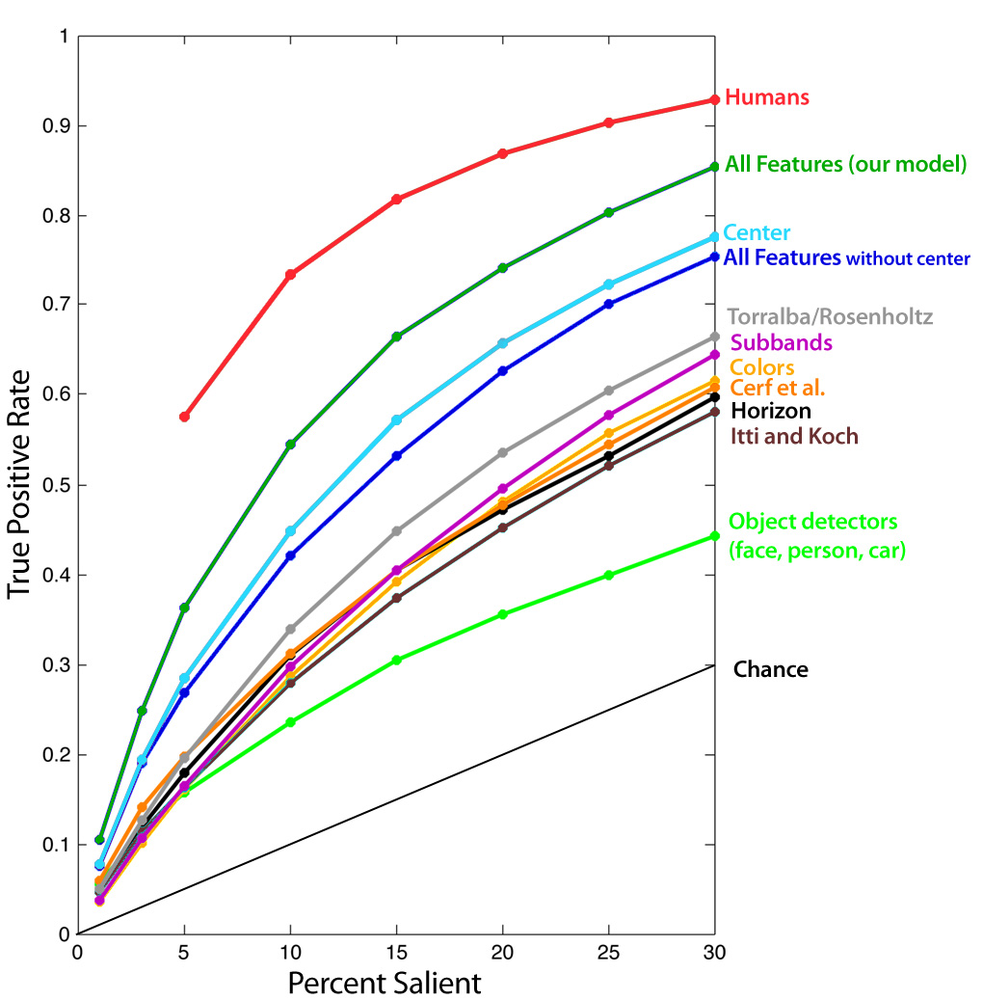 1
Humans
0.9
All Features (our model)
0.8
Center
All Features without center
0.7
Torralba/Rosenholtz
Subbands
Colors
Cerf et al.
0.6
Horizon
Itti and Koch
0.5
Object detectors
(face, person, car)
0.4
0.3
Chance
0.2
0.1
0
True Positive Rate
0 5 10 15 20 25 30
Percent Salient